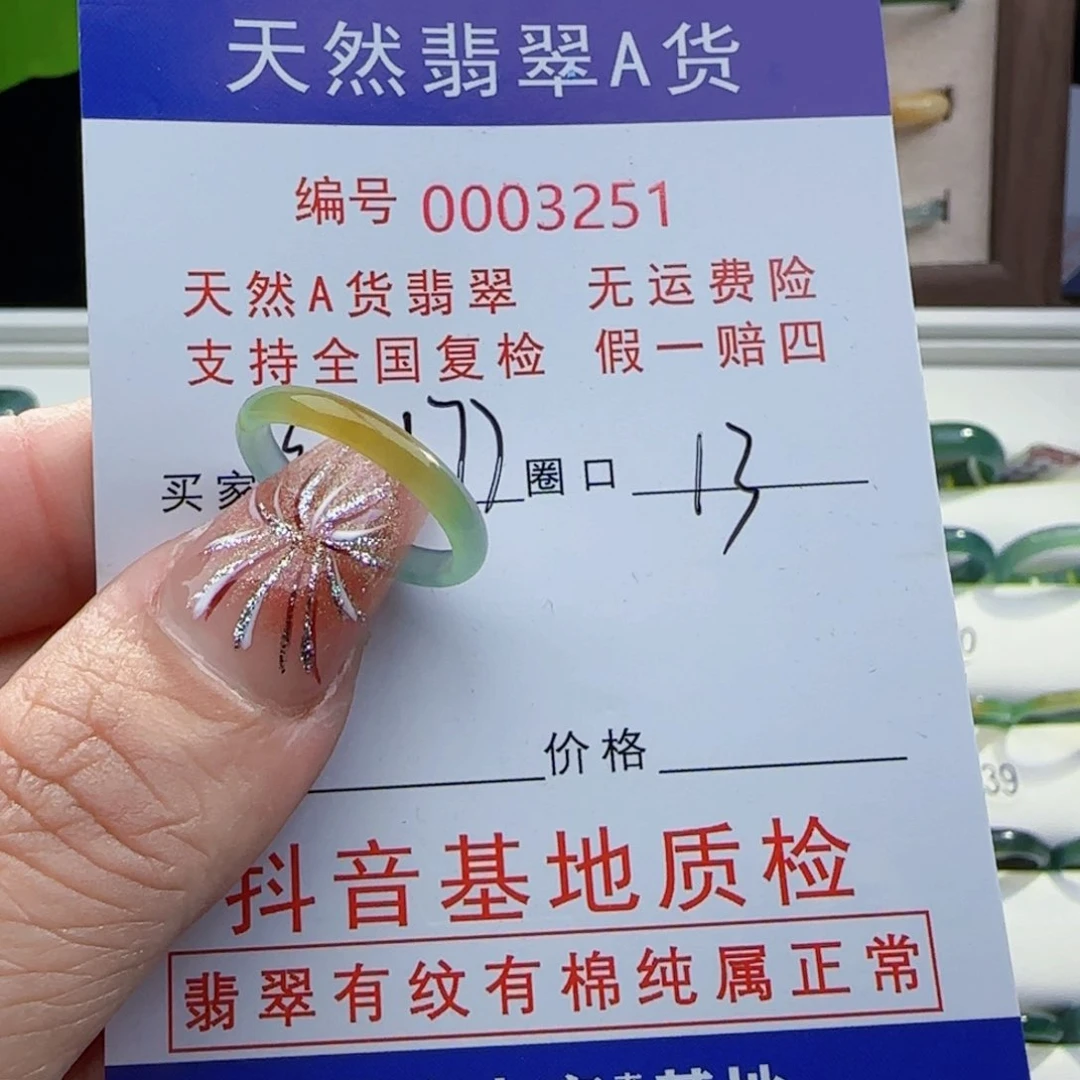 天然翡翠A货
编号 0003251
天然A货翡翠 无运费险
支持全国复检 假一赔四
买家 圈口 13
价格
抖音基地质检
翡翠有纹有棉纯属正常
39